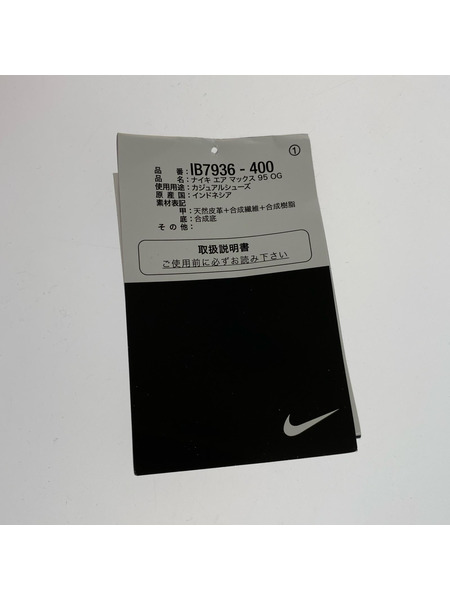 ①
品番：IB7936 - 400
品名：ナイキ エア マックス 95 OG
使用用途：カジュアルシューズ
原産国：インドネシア
素材表記
甲：天然皮革＋合成繊維＋合成樹脂
底：合成底
その他：
取扱説明書
ご使用前に必ずお読み下さい